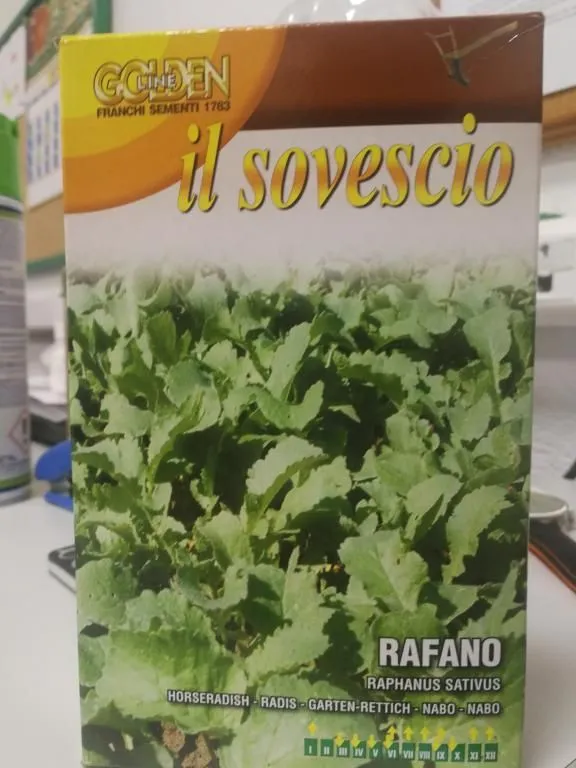 GOLDEN
LINE
FRANCHI SEMENTI 1783
il sovescio
RAFANO
RAPHANUS SATIVUS
HORSERADISH - RADIS - GARTEN-RETTICH - NABO - NABO
I II III IV V VI VII VIII IX X XI XII